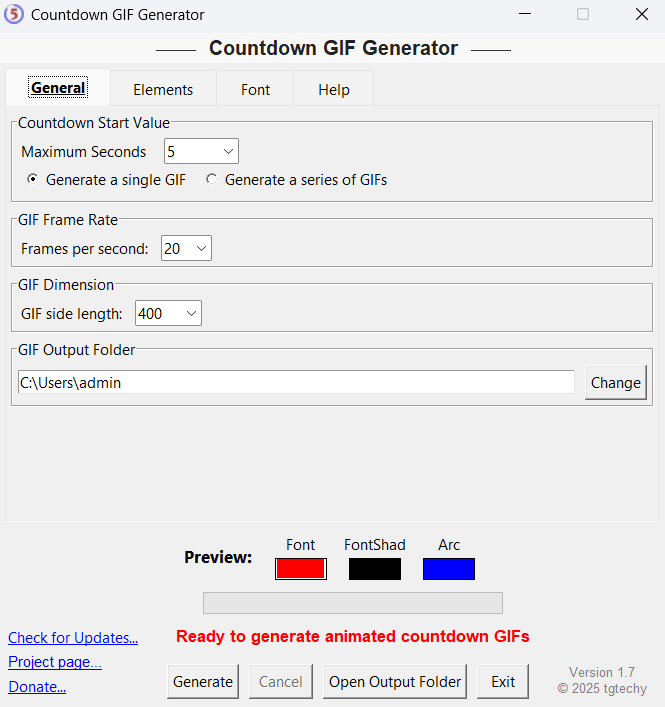 5 Countdown GIF Generator
Countdown GIF Generator
General Elements Font Help
Countdown Start Value
Maximum Seconds 5
Generate a single GIF Generate a series of GIFs
GIF Frame Rate
Frames per second: 20
GIF Dimension
GIF side length: 400
GIF Output Folder
C:\Users\admin Change
Font FontShad Arc
Preview:
Ready to generate animated countdown GIFs
Check for Updates...
Project page...
Donate...
Generate Cancel Open Output Folder Exit
Version 1.7
© 2025 tgtechy